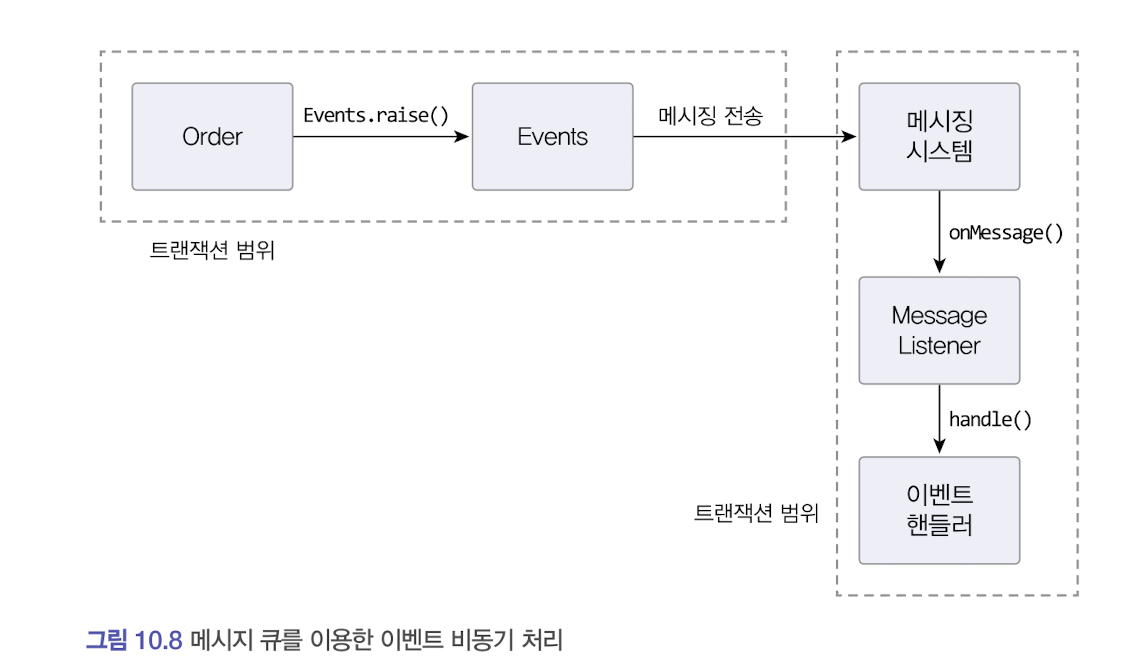 Order
Events.raise()
Events
메시징 전송
메시징
시스템
트랜잭션 범위
onMessage()
Message
Listener
handle()
이벤트
핸들러
트랜잭션 범위
그림 10.8 메시지 큐를 이용한 이벤트 비동기 처리